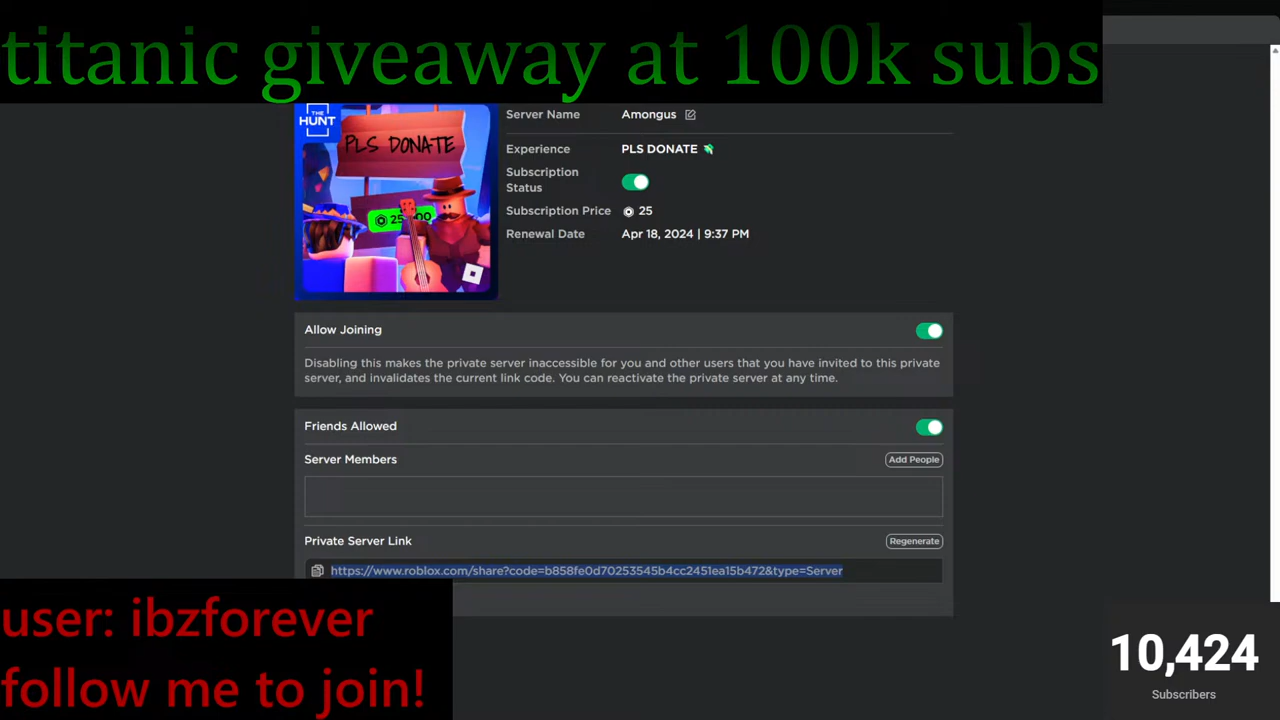 titanic giveaway at 100k subs
THE
HUNT
PLS DONATE
Server Name Amongus
Experience PLS DONATE
Subscription
Status
Subscription Price 25
Renewal Date Apr 18, 2024 | 9:37 PM
Allow Joining
Disabling this makes the private server inaccessible for you and other users that you have invited to this private
server, and invalidates the current link code. You can reactivate the private server at any time.
Friends Allowed
Server Members Add People
Private Server Link Regenerate
https://www.roblox.com/share?code=b858fe0d70253545b4cc2451ea15b472&type=Server
user: ibzforever
follow me to join!
10,424
Subscribers